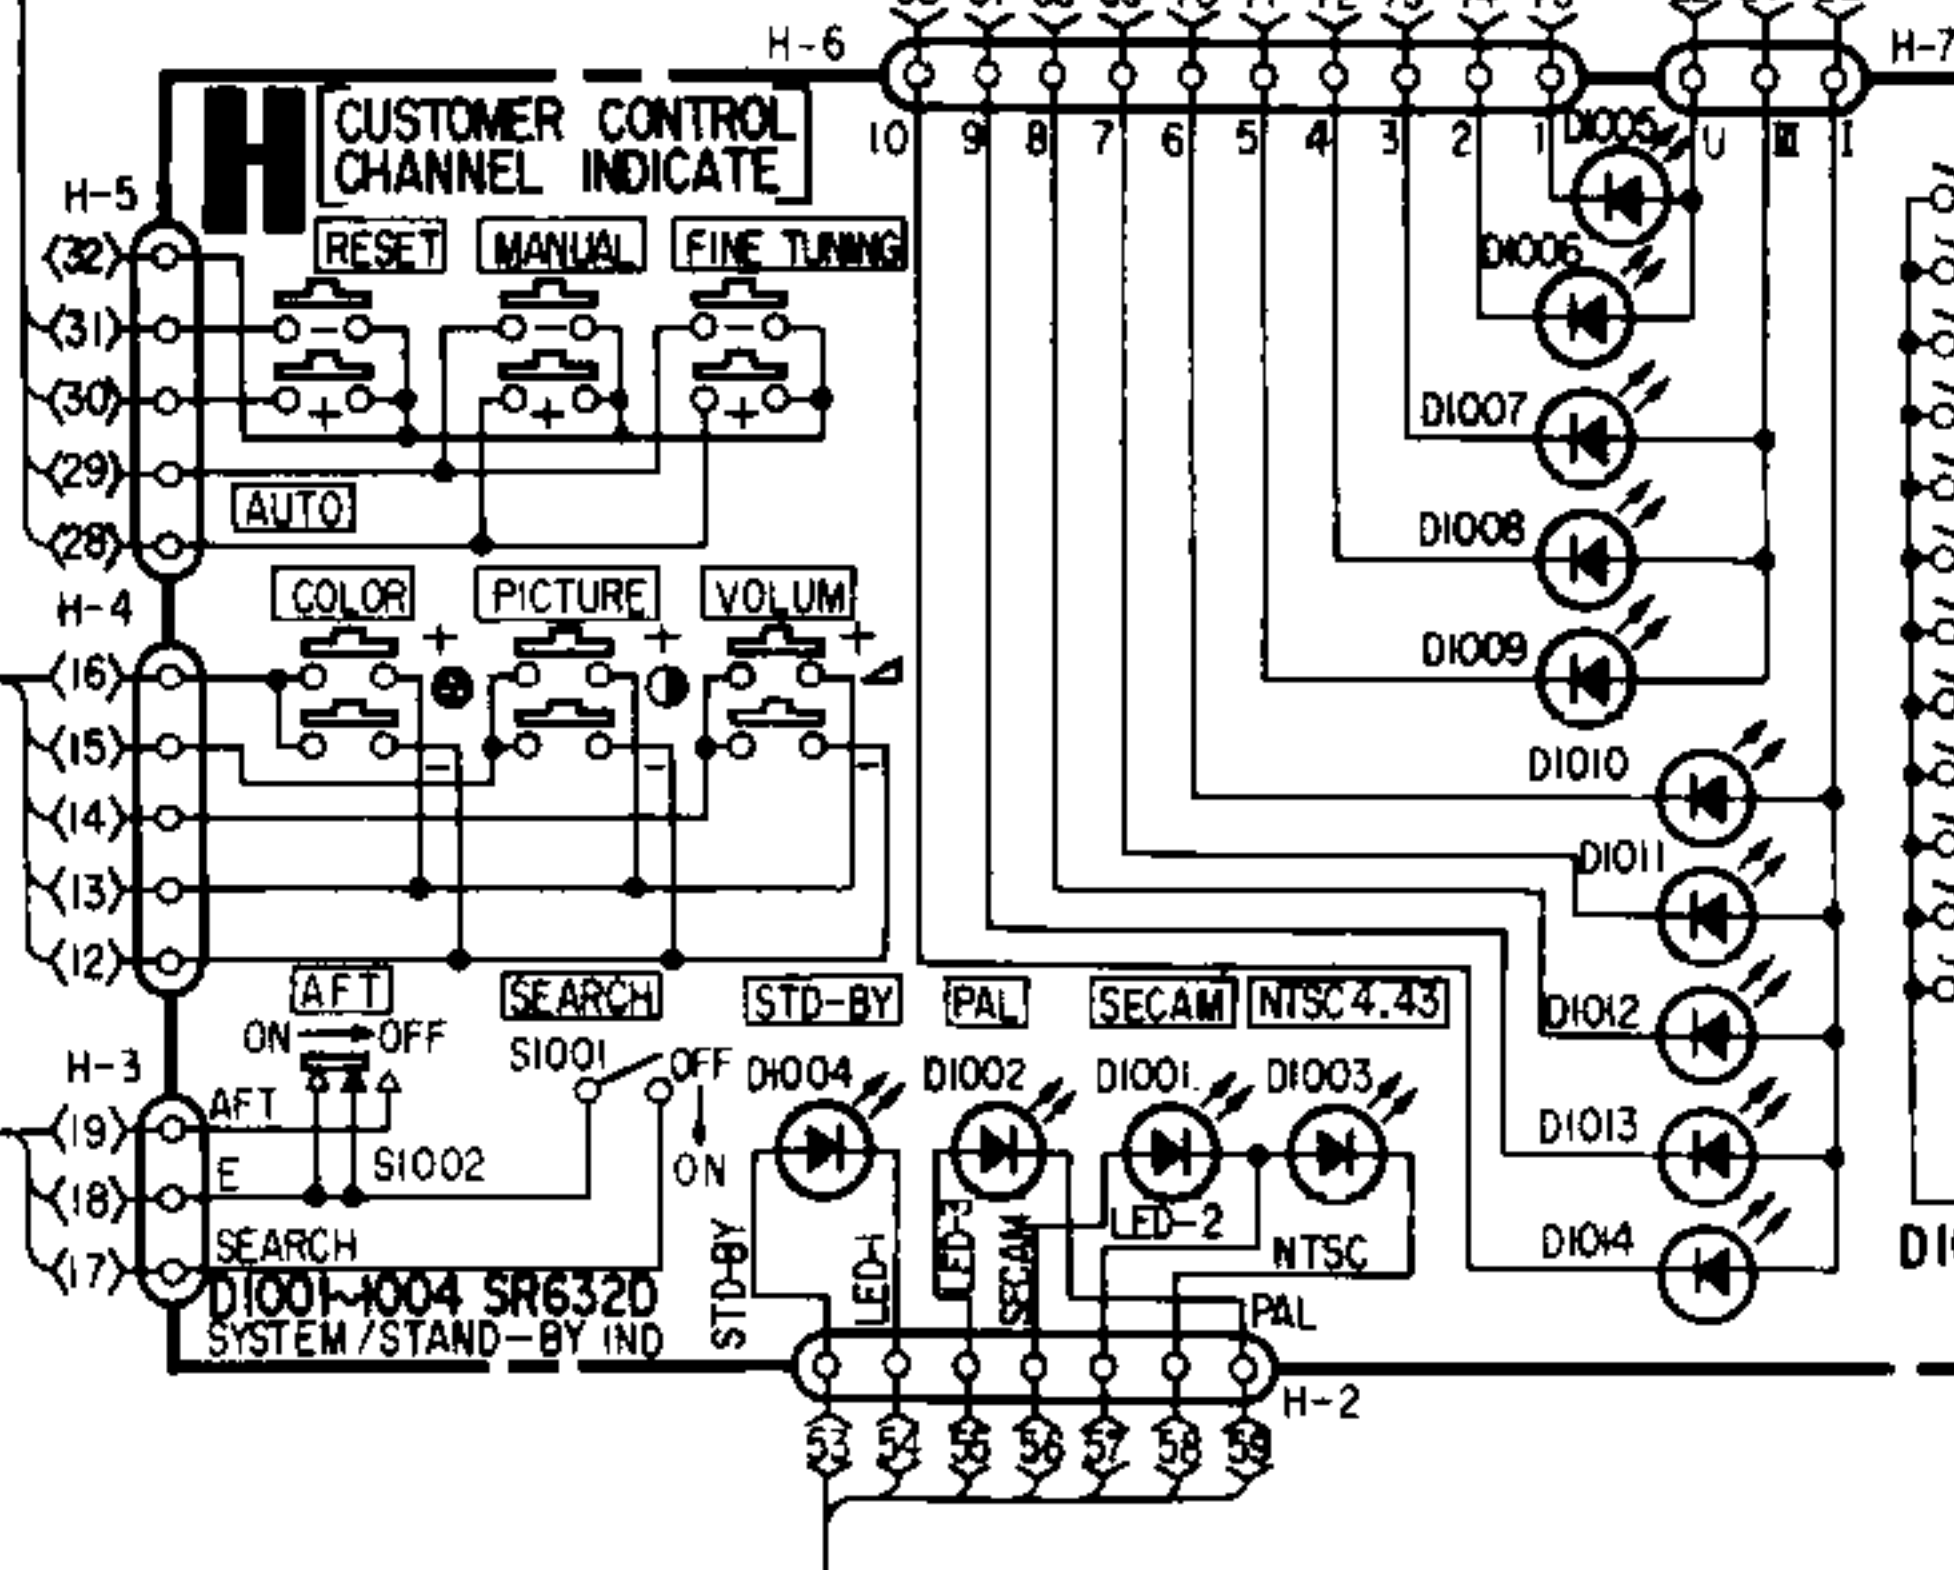 H-6
H-7
H
CUSTOMER CONTROL
CHANNEL INDICATE
10 9 8 7 6 5 4 3 2 1
U III I
D1005
H-5
(32)
RESET
MANUAL
FINE TUNING
D1006
(31)
- - -
(30)
+ + +
D1007
(29)
AUTO
(28)
D1008
H-4
COLOR
PICTURE
VOLUM
+ + +
D1009
(16)
(15)
- - -
D1010
(14)
D1011
(13)
(12)
AFT
SEARCH
STD-BY
PAL
SECAM
NTSC4.43
D1012
ON OFF
S1001
OFF
ON
H-3
D1004
D1002
D1001
D1003
AFT
(19)
D1013
E
S1002
(18)
SEARCH
(17)
STD-BY
LED-1
LED-3
SECAM
LED-2
NTSC
PAL
D1014
D1001~1004 SR632D
SYSTEM/STAND-BY IND
H-2
53 54 55 56 57 58 59